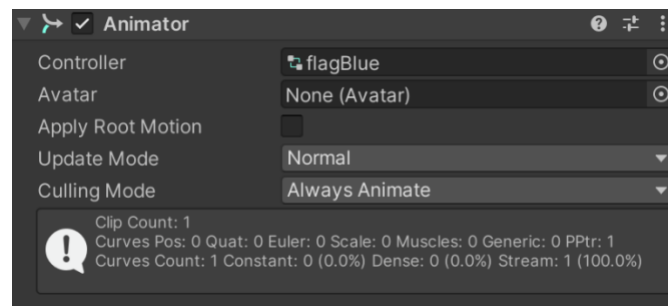 Animator
Controller flagBlue
Avatar None (Avatar)
Apply Root Motion
Update Mode Normal
Culling Mode Always Animate
Clip Count: 1
Curves Pos: 0 Quat: 0 Euler: 0 Scale: 0 Muscles: 0 Generic: 0 PPtr: 1
Curves Count: 1 Constant: 0 (0.0%) Dense: 0 (0.0%) Stream: 1 (100.0%)